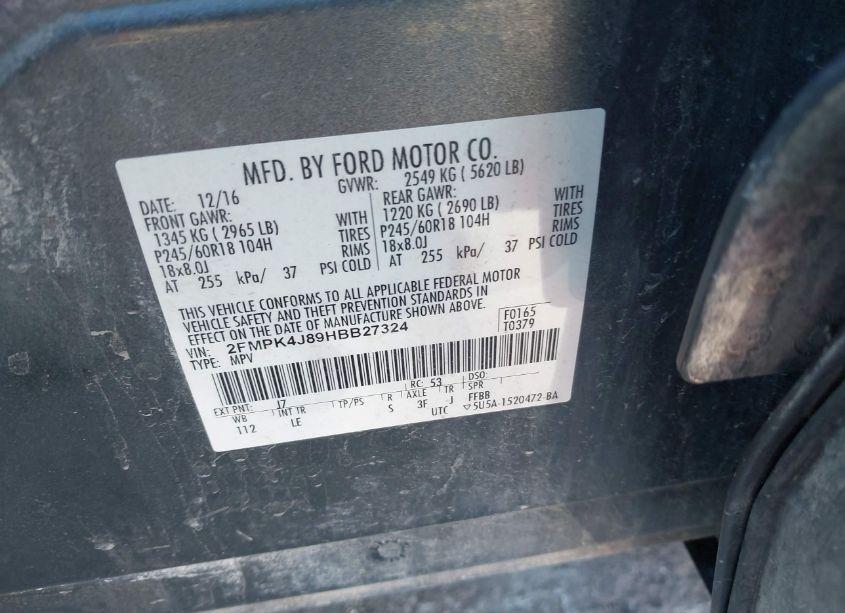 MFD. BY FORD MOTOR CO.
DATE: 12/16 GVWR: 2549 KG ( 5620 LB)
FRONT GAWR: REAR GAWR:
1345 KG ( 2965 LB) WITH 1220 KG ( 2690 LB) WITH
P245/60R18 104H TIRES P245/60R18 104H TIRES
18x8.0J RIMS 18x8.0J RIMS
AT 255 kPa/ 37 PSI COLD AT 255 kPa/ 37 PSI COLD
THIS VEHICLE CONFORMS TO ALL APPLICABLE FEDERAL MOTOR
VEHICLE SAFETY AND THEFT PREVENTION STANDARDS IN
EFFECT ON THE DATE OF MANUFACTURE SHOWN ABOVE.
VIN: 2FMPK4J89HBB27324 F0165
TYPE: MPV T0379
EXT PNT: J7 RC: 53 DSO:
WB INT TR TP/PS R AXLE TR SPR
112 LE S 3F J FFBB
UTC ▽5U5A-1520472-BA